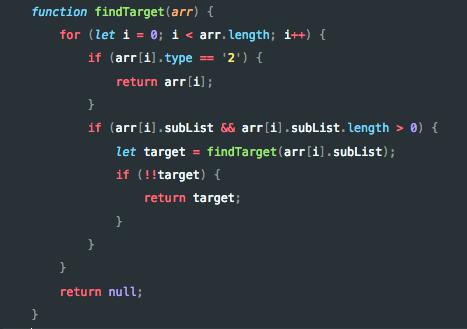 function findTarget(arr) {
    for (let i = 0; i < arr.length; i++) {
        if (arr[i].type == '2') {
            return arr[i];
        }
        if (arr[i].subList && arr[i].subList.length > 0) {
            let target = findTarget(arr[i].subList);
            if (!!target) {
                return target;
            }
        }
    }
    return null;
}